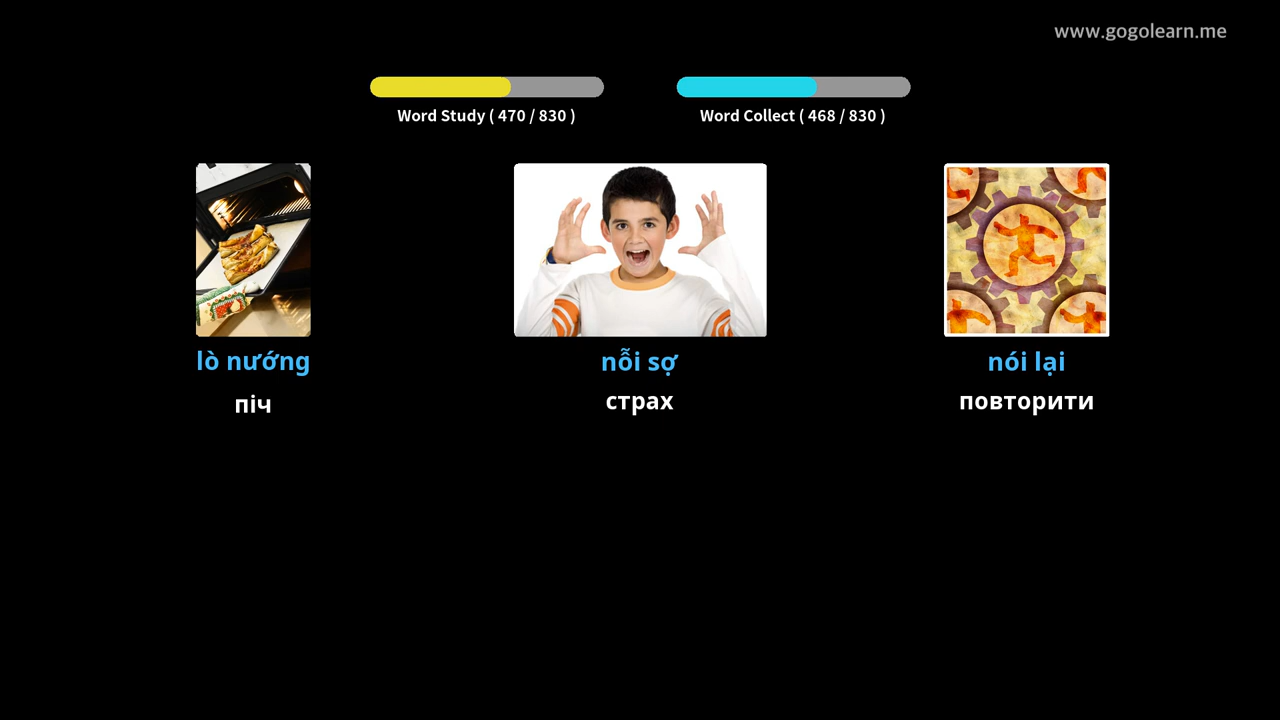 www.gogolearn.me
Word Study ( 470 / 830 )
Word Collect ( 468 / 830 )
lò nướng
піч
nỗi sợ
страх
nói lại
повторити